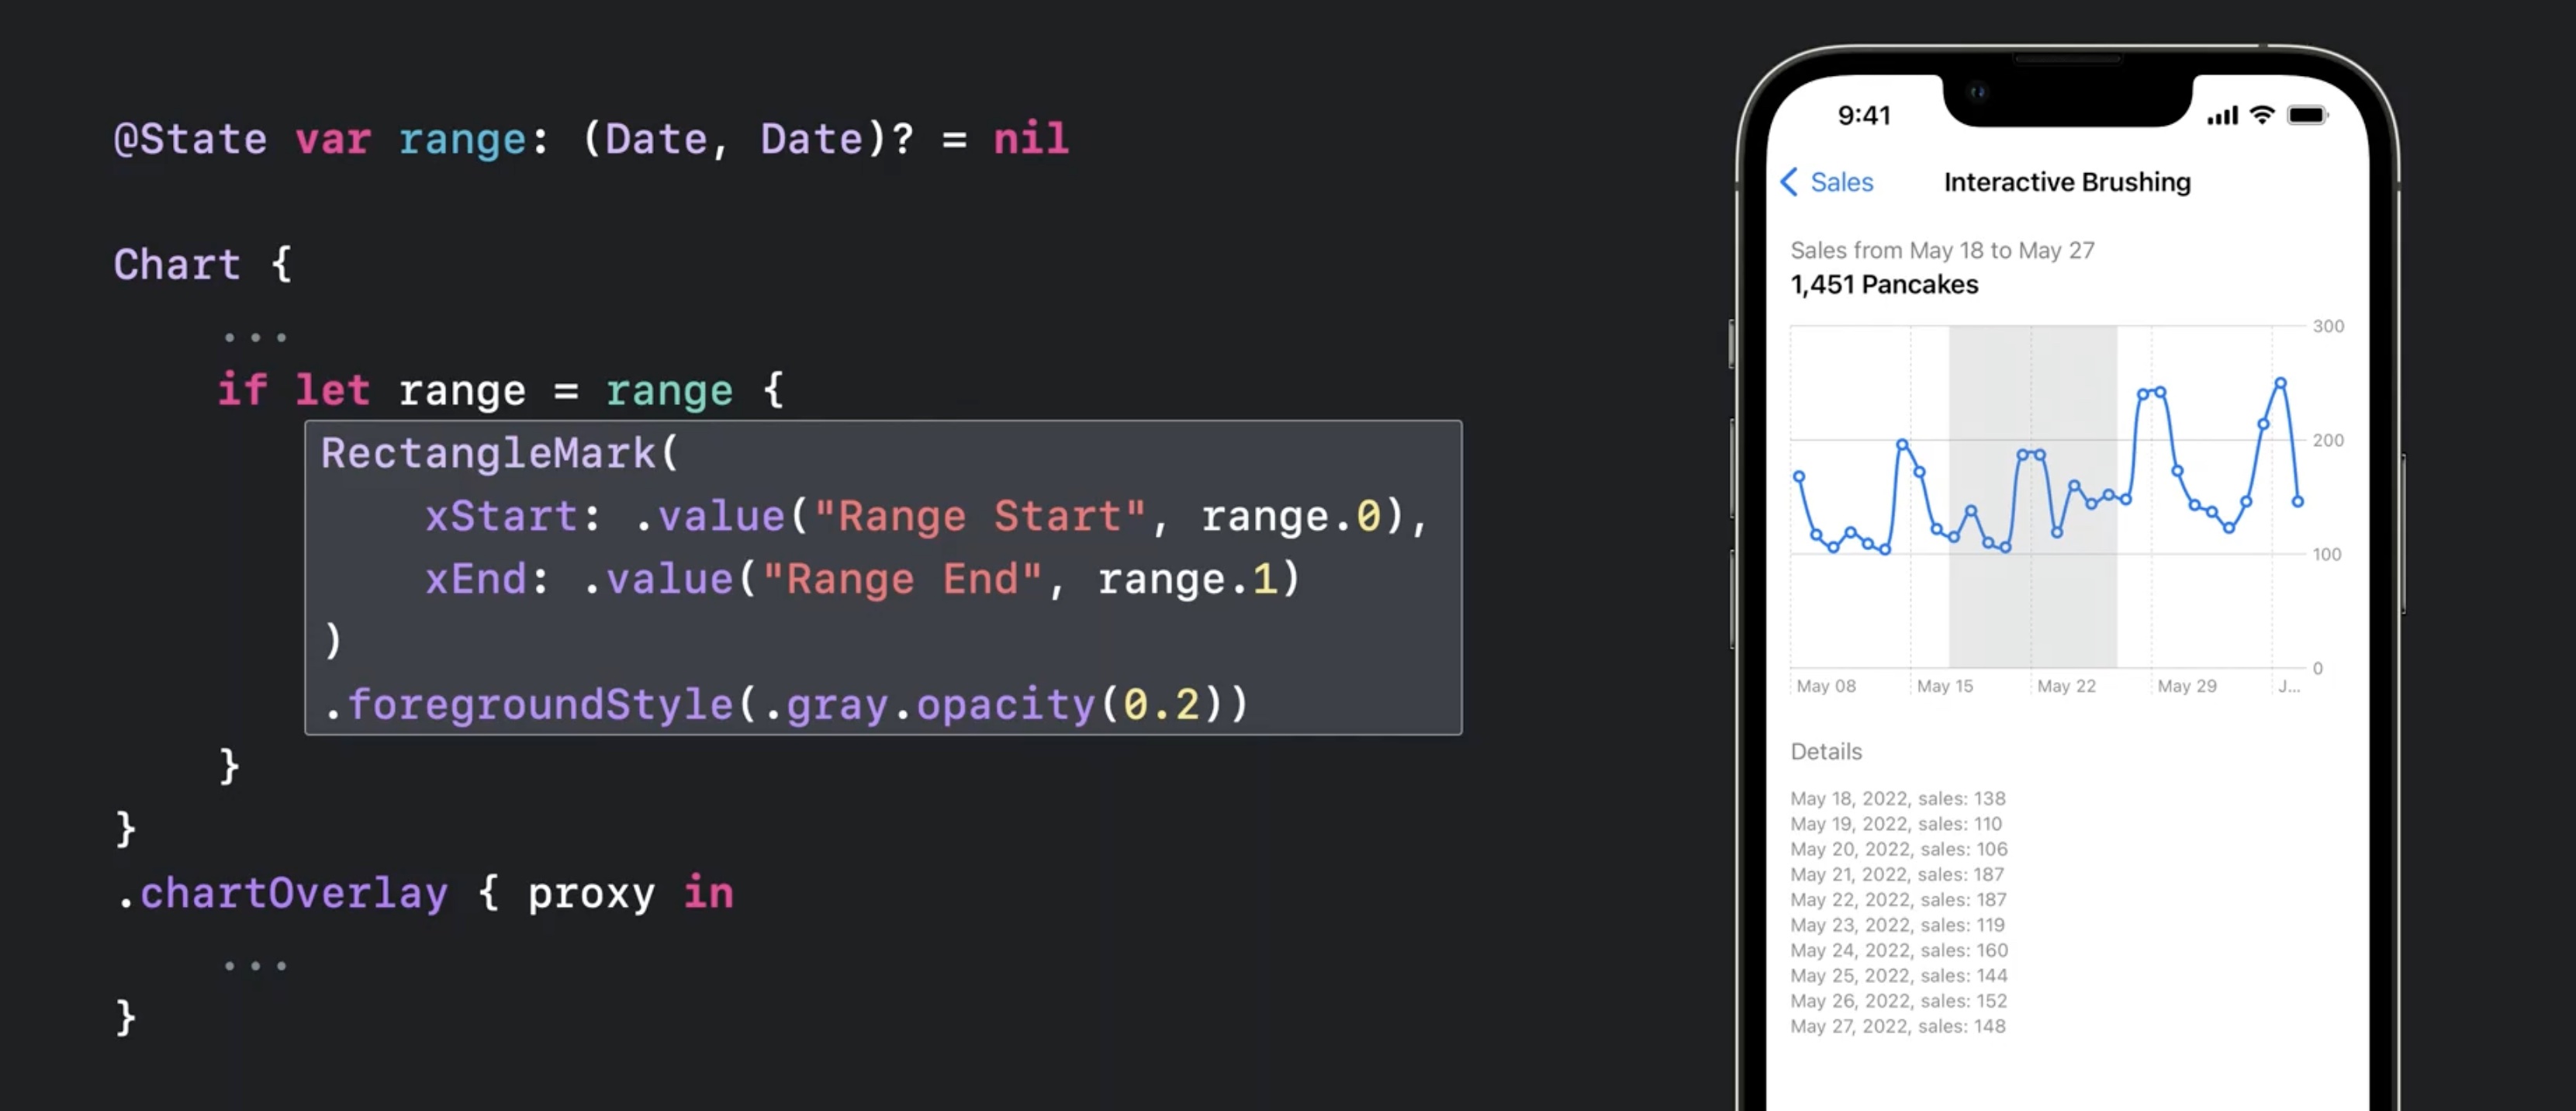 @State var range: (Date, Date)? = nil
Chart {
...
if let range = range {
RectangleMark(
xStart: .value("Range Start", range.0),
xEnd: .value("Range End", range.1)
)
.foregroundStyle(.gray.opacity(0.2))
}
}
.chartOverlay { proxy in
...
}
9:41
Sales Interactive Brushing
Sales from May 18 to May 27
1,451 Pancakes
300
200
100
0
May 08 May 15 May 22 May 29 J...
Details
May 18, 2022, sales: 138
May 19, 2022, sales: 110
May 20, 2022, sales: 106
May 21, 2022, sales: 187
May 22, 2022, sales: 187
May 23, 2022, sales: 119
May 24, 2022, sales: 160
May 25, 2022, sales: 144
May 26, 2022, sales: 152
May 27, 2022, sales: 148